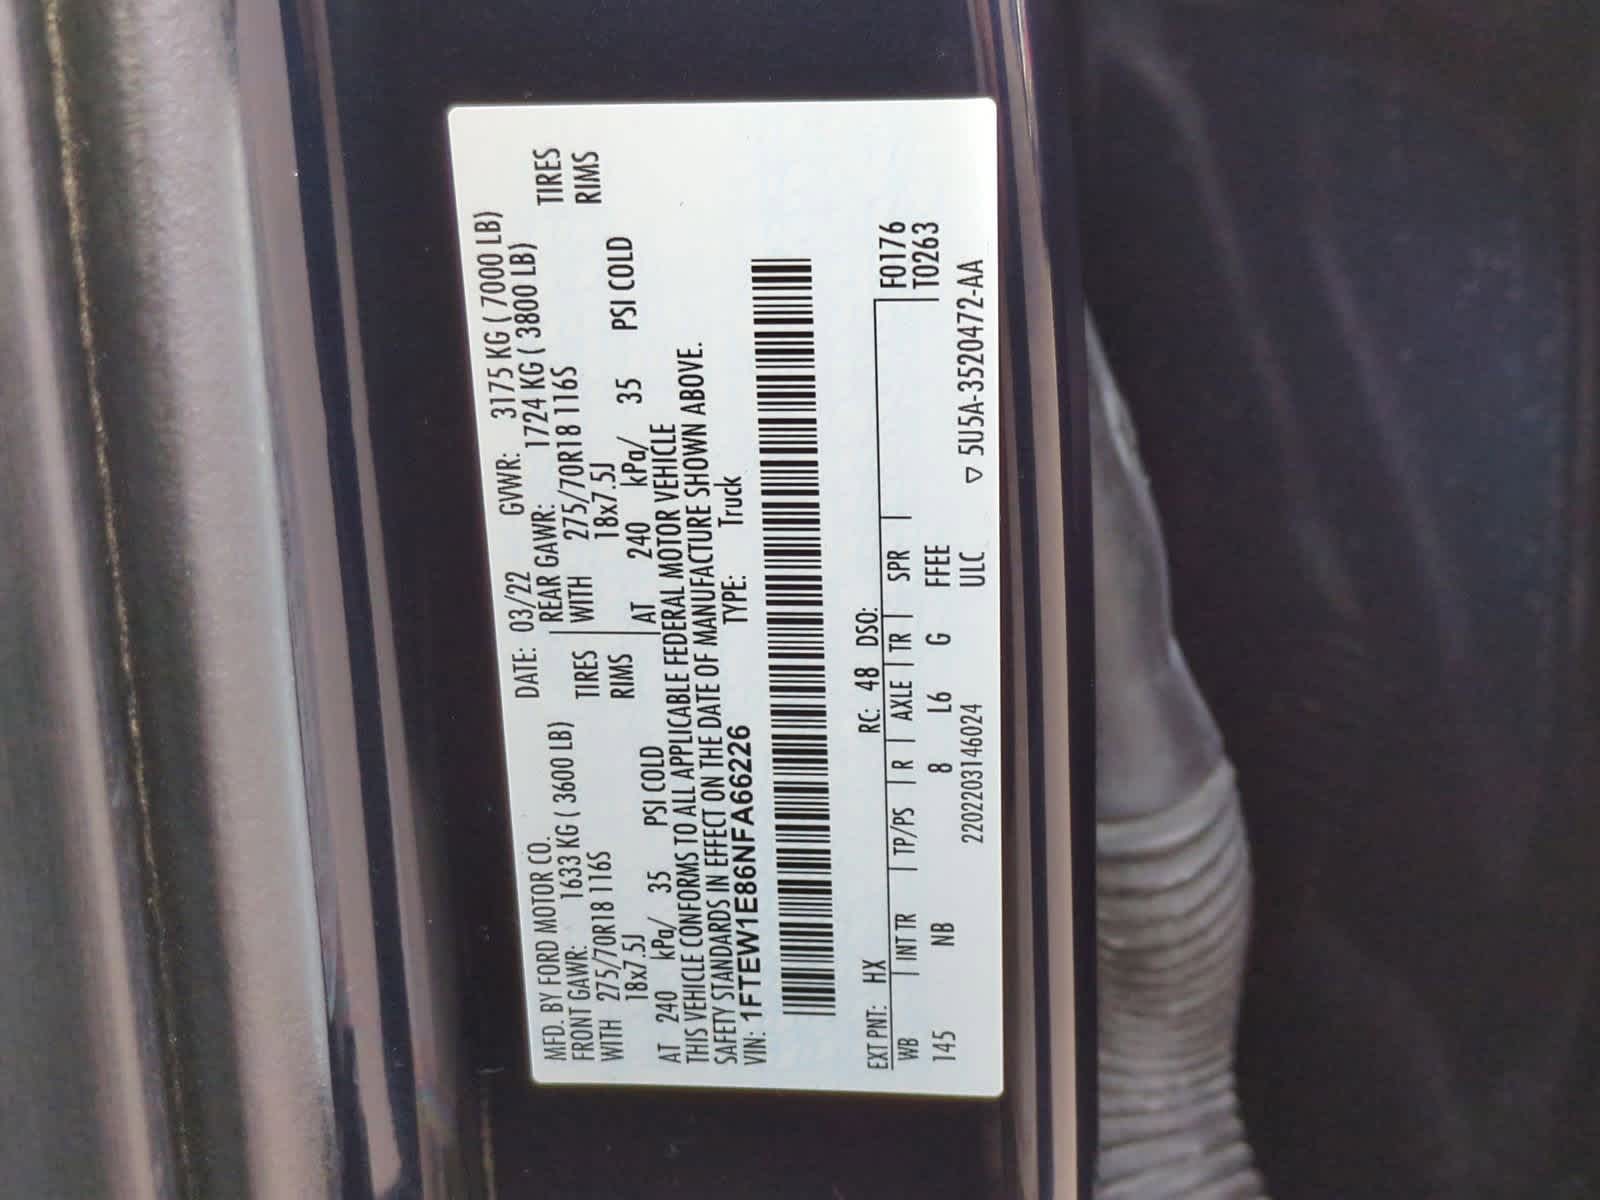 MFD. BY FORD MOTOR CO. DATE: 03/22 GVWR: 3175 KG ( 7000 LB)
FRONT GAWR: 1633 KG ( 3600 LB) REAR GAWR: 1724 KG ( 3800 LB)
WITH 275/70R18 116S TIRES WITH 275/70R18 116S TIRES
18x7.5J RIMS 18x7.5J RIMS
AT 240 kPa/ 35 PSI COLD AT 240 kPa/ 35 PSI COLD
THIS VEHICLE CONFORMS TO ALL APPLICABLE FEDERAL MOTOR VEHICLE
SAFETY STANDARDS IN EFFECT ON THE DATE OF MANUFACTURE SHOWN ABOVE.
VIN: 1FTEW1E86NFA66226 TYPE: Truck
EXT PNT: HX RC: 48 DSO: F0176
WB INT TR TP/PS R AXLE TR SPR T0263
145 NB 8 L6 G FFEE
220220314602​4 ULC ▽ 5U5A-3520472-AA